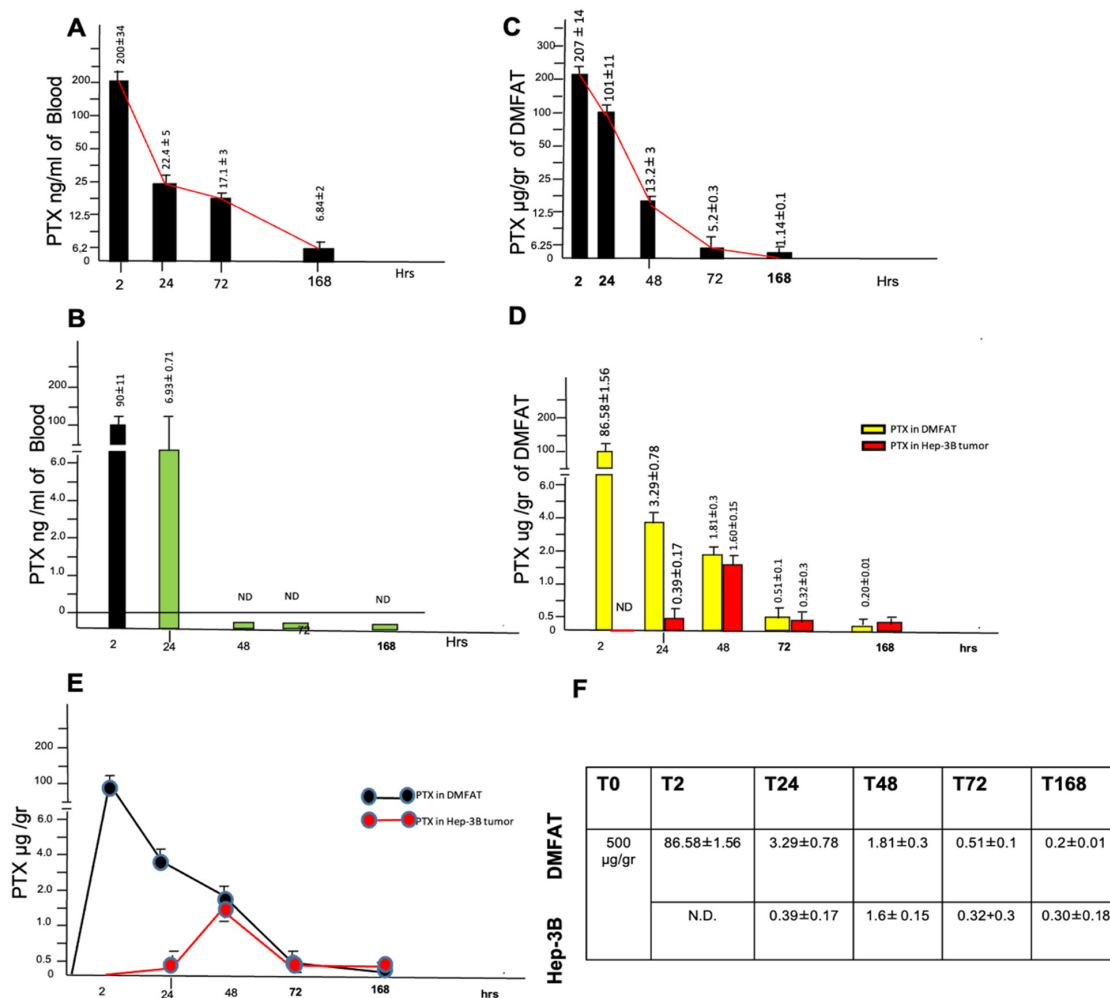 A
PTX ng/ml of Blood
200
100
50
25
12.5
6.2
0
200±34
22.4 ± 5
17.1 ± 3
6.84±2
2 24 72 168 Hrs
C
PTX µg/gr of DMFAT
300
200
100
50
25
12.5
6.25
0
207 ± 14
101±11
13.2± 3
5.2±0.3
1.14±0.1
2 24 48 72 168 Hrs
B
PTX ng /ml of Blood
200
100
6.0
6.0
2.0
1.0
0
90±11
6.93± 0.71
ND ND ND
2 24 48 72 168 Hrs
D
PTX ug /gr of DMFAT
200
100
6.0
4.0
2.0
1.0
0.5
0
86.58±1.56
3.29±0.78
0.39±0.17
1.81±0.3
1.60±0.15
0.51±0.1
0.32±0.3
0.20±0.01
ND
PTX in DMFAT
PTX in Hep-3B tumor
2 24 48 72 168 hrs
E
PTX µg /gr
200
100
4.0
2.0
1.0
0.5
0
PTX in DMFAT
PTX in Hep-3B tumor
2 24 48 72 168 hrs
F
T0 T2 T24 T48 T72 T168
DMFAT
500 µg/gr 86.58±1.56 3.29±0.78 1.81±0.3 0.51±0.1 0.2±0.01
Hep-3B
N.D. 0.39±0.17 1.6± 0.15 0.32+0.3 0.30±0.18